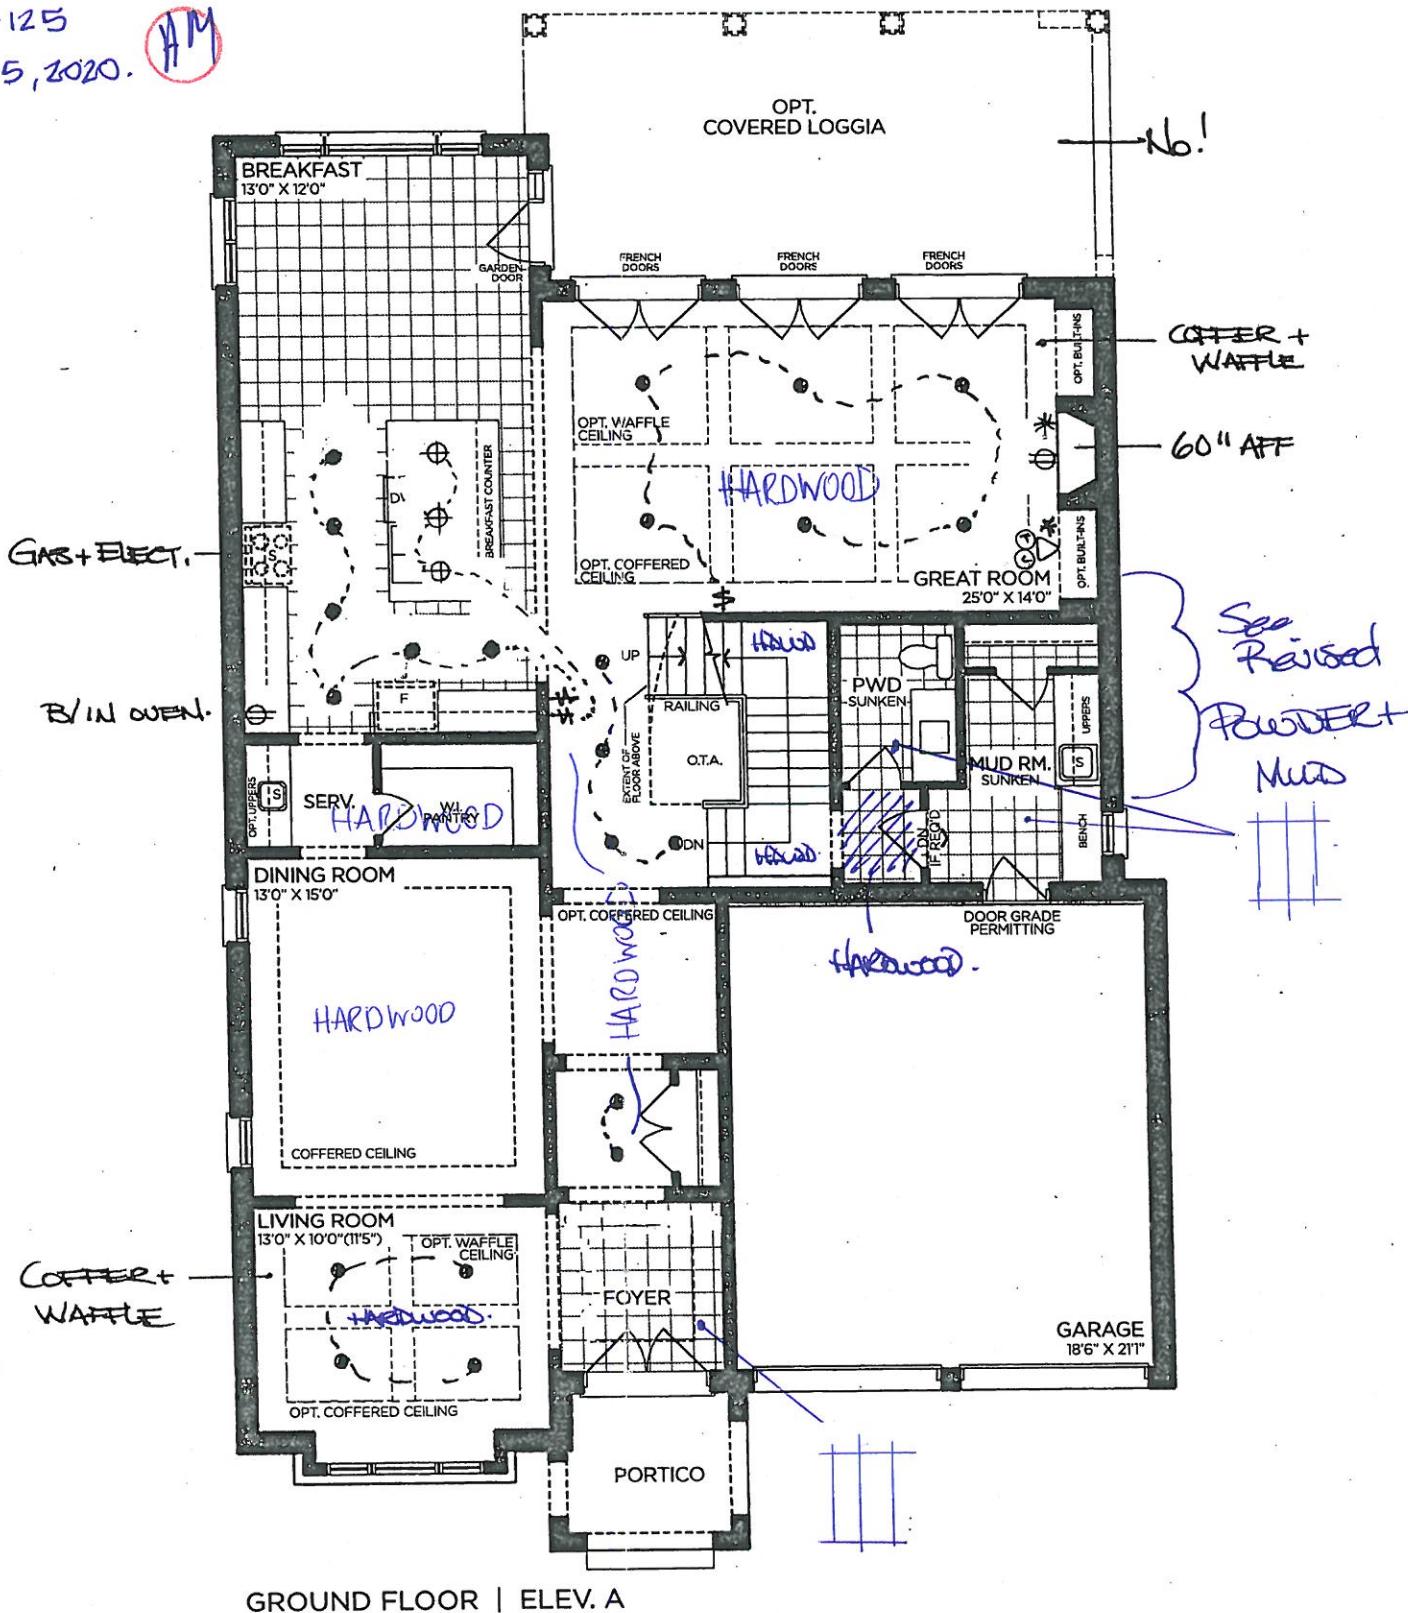 125
5, 2020.
AM
OPT.
COVERED LOGGIA
No!
BREAKFAST
13'0" X 12'0"
GARDEN
DOOR
FRENCH
DOORS
FRENCH
DOORS
FRENCH
DOORS
OPT. BUILT-INS
COFFER +
WAFFLE
OPT. WAFFLE
CEILING
60" AFF
BREAKFAST COUNTER
HARDWOOD
GAS + ELECT.
S
OPT. COFFERED
CEILING
GREAT ROOM
25'0" X 14'0"
OPT. BUILT-INS
See
Revised
POWDER +
MUD
UP
HDWD
PWD
SUNKEN
RAILING
F
B/IN OVEN.
UPPERS
EXTENT OF
FLOOR ABOVE
O.T.A.
MUD RM.
SUNKEN
S
OPT. UPPERS
S
SERV.
W.I.
PANTRY
HARDWOOD
DN
HDWD
DN
IF REQ'D
BENCH
DINING ROOM
13'0" X 15'0"
OPT. COFFERED CEILING
DOOR GRADE
PERMITTING
HARDWOOD.
HARDWOOD
HARDWOOD
COFFERED CEILING
LIVING ROOM
13'0" X 10'0"(11'5")
OPT. WAFFLE
CEILING
COFFER +
WAFFLE
HARDWOOD.
FOYER
GARAGE
18'6" X 21'1"
OPT. COFFERED CEILING
PORTICO
GROUND FLOOR | ELEV. A